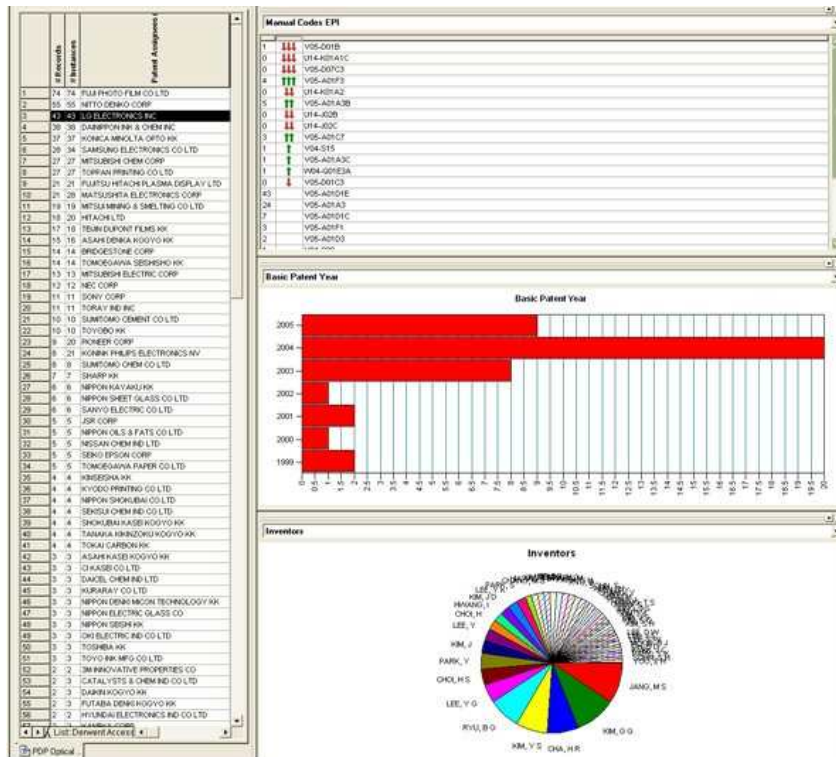 # Records # Instances Patent Assignees
1 74 74 FUJI PHOTO FILM CO LTD
2 55 55 NITTO DENKO CORP
3 43 43 LG ELECTRONICS INC
4 38 38 DAINIPPON INK & CHEM INC
5 37 37 KONICA MINOLTA OPTO KK
6 28 34 SAMSUNG ELECTRONICS CO LTD
7 27 27 MITSUBISHI CHEM CORP
8 27 27 TOPPAN PRINTING CO LTD
9 21 21 FUJITSU HITACHI PLASMA DISPLAY LTD
10 21 28 MATSUSHITA ELECTRONICS CORP
11 19 19 MITSUI MINING & SMELTING CO LTD
12 18 20 HITACHI LTD
13 17 18 TEIJIN DUPONT FILMS KK
14 15 16 ASAHI DENKA KOGYO KK
15 14 14 BRIDGESTONE CORP
16 14 14 TOMOEGAWA SEISHISHO KK
17 13 13 MITSUBISHI ELECTRIC CORP
18 12 12 NEC CORP
19 11 11 SONY CORP
20 11 11 TORAY IND INC
21 10 10 SUMITOMO CEMENT CO LTD
22 10 10 TOYOBO KK
23 9 20 PIONEER CORP
24 8 21 KONINK PHILIPS ELECTRONICS NV
25 8 8 SUMITOMO CHEM CO LTD
26 7 7 SHARP KK
27 6 6 NIPPON KAYAKU KK
28 6 6 NIPPON SHEET GLASS CO LTD
29 6 6 SANYO ELECTRIC CO LTD
30 5 5 JSR CORP
31 5 5 NIPPON OILS & FATS CO LTD
32 5 5 NISSAN CHEM IND LTD
33 5 5 SEIKO EPSON CORP
34 5 5 TOMOEGAWA PAPER CO LTD
35 4 4 KINSEISHA KK
36 4 4 KYODO PRINTING CO LTD
37 4 4 NIPPON SHOKUBAI CO LTD
38 4 4 SEKISUI CHEM IND LTD
39 4 4 SHOKUBAI KASEI KOGYO KK
40 4 4 TANAKA KIKINZOKU KOGYO KK
41 4 4 TOKAI CARBON KK
42 3 3 ASAHI KASEI KOGYO KK
43 3 3 CI KASEI CO LTD
44 3 3 DAICEL CHEM IND LTD
45 3 3 KURARAY CO LTD
46 3 3 NIPPON DENKI MICON TECHNOLOGY KK
47 3 3 NIPPON ELECTRIC GLASS CO
48 3 3 NIPPON SEISHI KK
49 3 3 OKI ELECTRIC IND CO LTD
50 3 3 TOSHIBA KK
51 3 3 TOYO INK MFG CO LTD
52 2 2 3M INNOVATIVE PROPERTIES CO
53 2 3 CATALYSTS & CHEM IND CO LTD
54 2 2 DAIKIN KOGYO KK
55 2 3 FUTABA DENKI KOGYO KK
56 2 2 HYUNDAI ELECTRONICS IND CO LTD
List: Derwent Access
PDP Optical ..
Manual Codes EPI
1 V05-D01B
0 U14-K01A1C
0 V05-D07C3
4 V05-A01F3
0 U14-K01A2
5 V05-A01A3B
0 U14-J02B
0 U14-J02C
3 V05-A01C7
1 V04-S15
1 V05-A01A3C
1 W04-Q01E3A
0 V05-D01C3
43 V05-A01D1E
24 V05-A01A3
7 V05-A01D1C
3 V05-A01F1
2 V05-A01D3
Basic Patent Year
Basic Patent Year
2005
2004
2003
2002
2001
2000
1999
0 0.5 1 1.5 2 2.5 3 3.5 4 4.5 5 5.5 6 6.5 7 7.5 8 8.5 9 9.5 10 10.5 11 11.5 12 12.5 13 13.5 14 14.5 15 15.5 16 16.5 17 17.5 18 18.5 19 19.5 20
Inventors
Inventors
PARK, S
LEE, Y K
KIM, J D
HWANG, I
CHOI, H
LEE, Y
KIM, J
PARK, Y
CHOI, H S
LEE, Y G
RYU, B G
KIM, Y S
CHA, H R
KIM, G G
JANG, M S